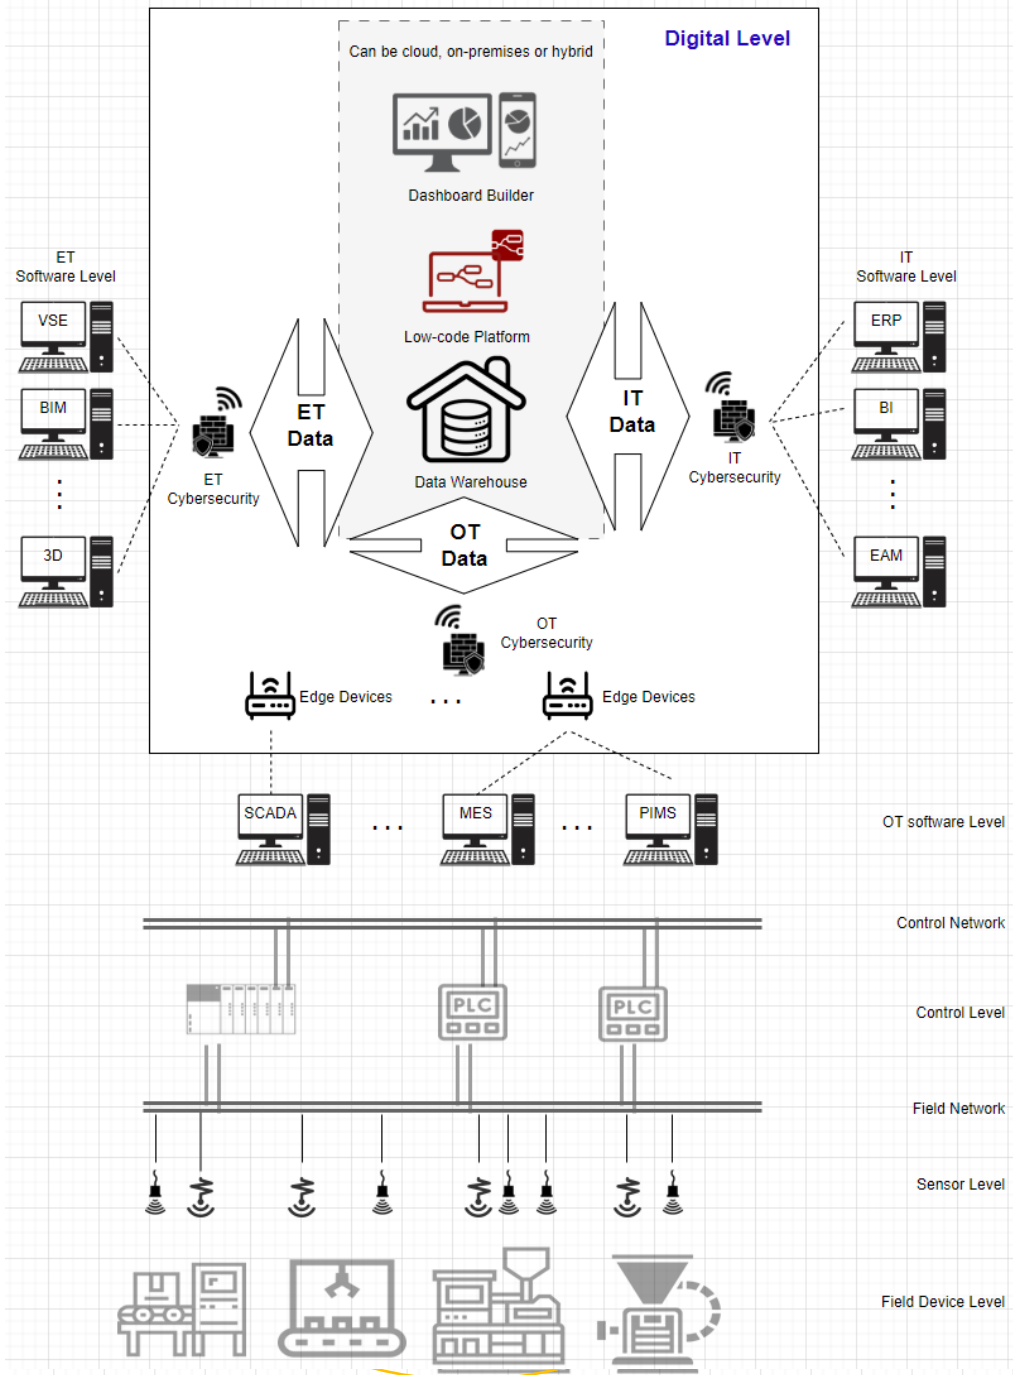 Digital Level
Can be cloud, on-premises or hybrid
Dashboard Builder
Low-code Platform
Data Warehouse
ET
Software Level
VSE
BIM
3D
ET
Cybersecurity
ET
Data
IT
Data
OT
Data
IT
Cybersecurity
IT
Software Level
ERP
BI
EAM
OT
Cybersecurity
Edge Devices
...
Edge Devices
SCADA
...
MES
...
PIMS
OT software Level
Control Network
PLC
PLC
Control Level
Field Network
Sensor Level
Field Device Level